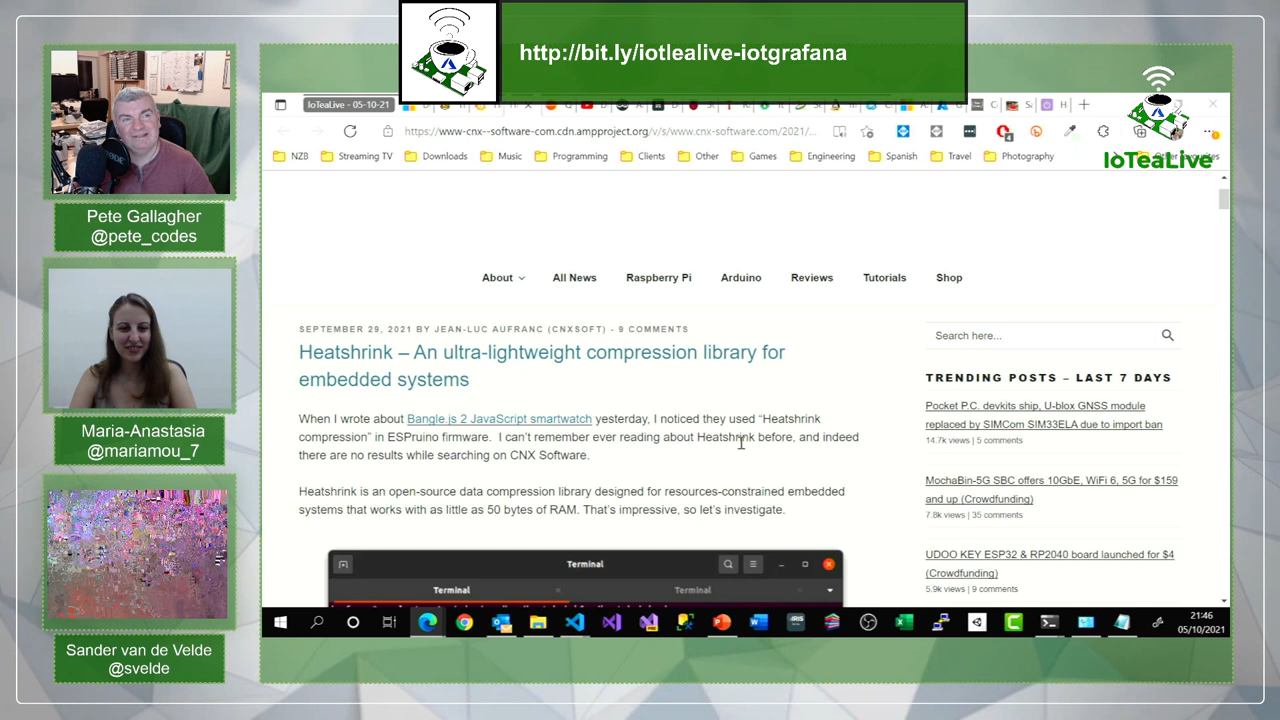 http://bit.ly/iotlealive-iotgrafana
IoTeaLive
Pete Gallagher
@pete_codes
Maria-Anastasia
@mariamou_7
Sander van de Velde
@svelde
IoTeaLive - 05-10-21
https://www-cnx--software-com.cdn.ampproject.org/v/s/www.cnx-software.com/2021/...
NZB
Streaming TV
Downloads
Music
Programming
Clients
Other
Games
Engineering
Spanish
Travel
Photography
About
All News
Raspberry Pi
Arduino
Reviews
Tutorials
Shop
SEPTEMBER 29, 2021 BY JEAN-LUC AUFRANC (CNXSOFT) - 9 COMMENTS
Heatshrink – An ultra-lightweight compression library for
embedded systems
When I wrote about Bangle.js 2 JavaScript smartwatch yesterday, I noticed they used “Heatshrink
compression” in ESPruino firmware. I can’t remember ever reading about Heatshrink before, and indeed
there are no results while searching on CNX Software.
Heatshrink is an open-source data compression library designed for resources-constrained embedded
systems that works with as little as 50 bytes of RAM. That’s impressive, so let’s investigate.
Terminal
Terminal
Terminal
Search here...
TRENDING POSTS – LAST 7 DAYS
Pocket P.C. devkits ship, U-blox GNSS module
replaced by SIMCom SIM33ELA due to import ban
14.7k views | 5 comments
MochaBin-5G SBC offers 10GbE, WiFi 6, 5G for $159
and up (Crowdfunding)
7.8k views | 35 comments
UDOO KEY ESP32 & RP2040 board launched for $4
(Crowdfunding)
5.9k views | 9 comments
21:46
05/10/2021